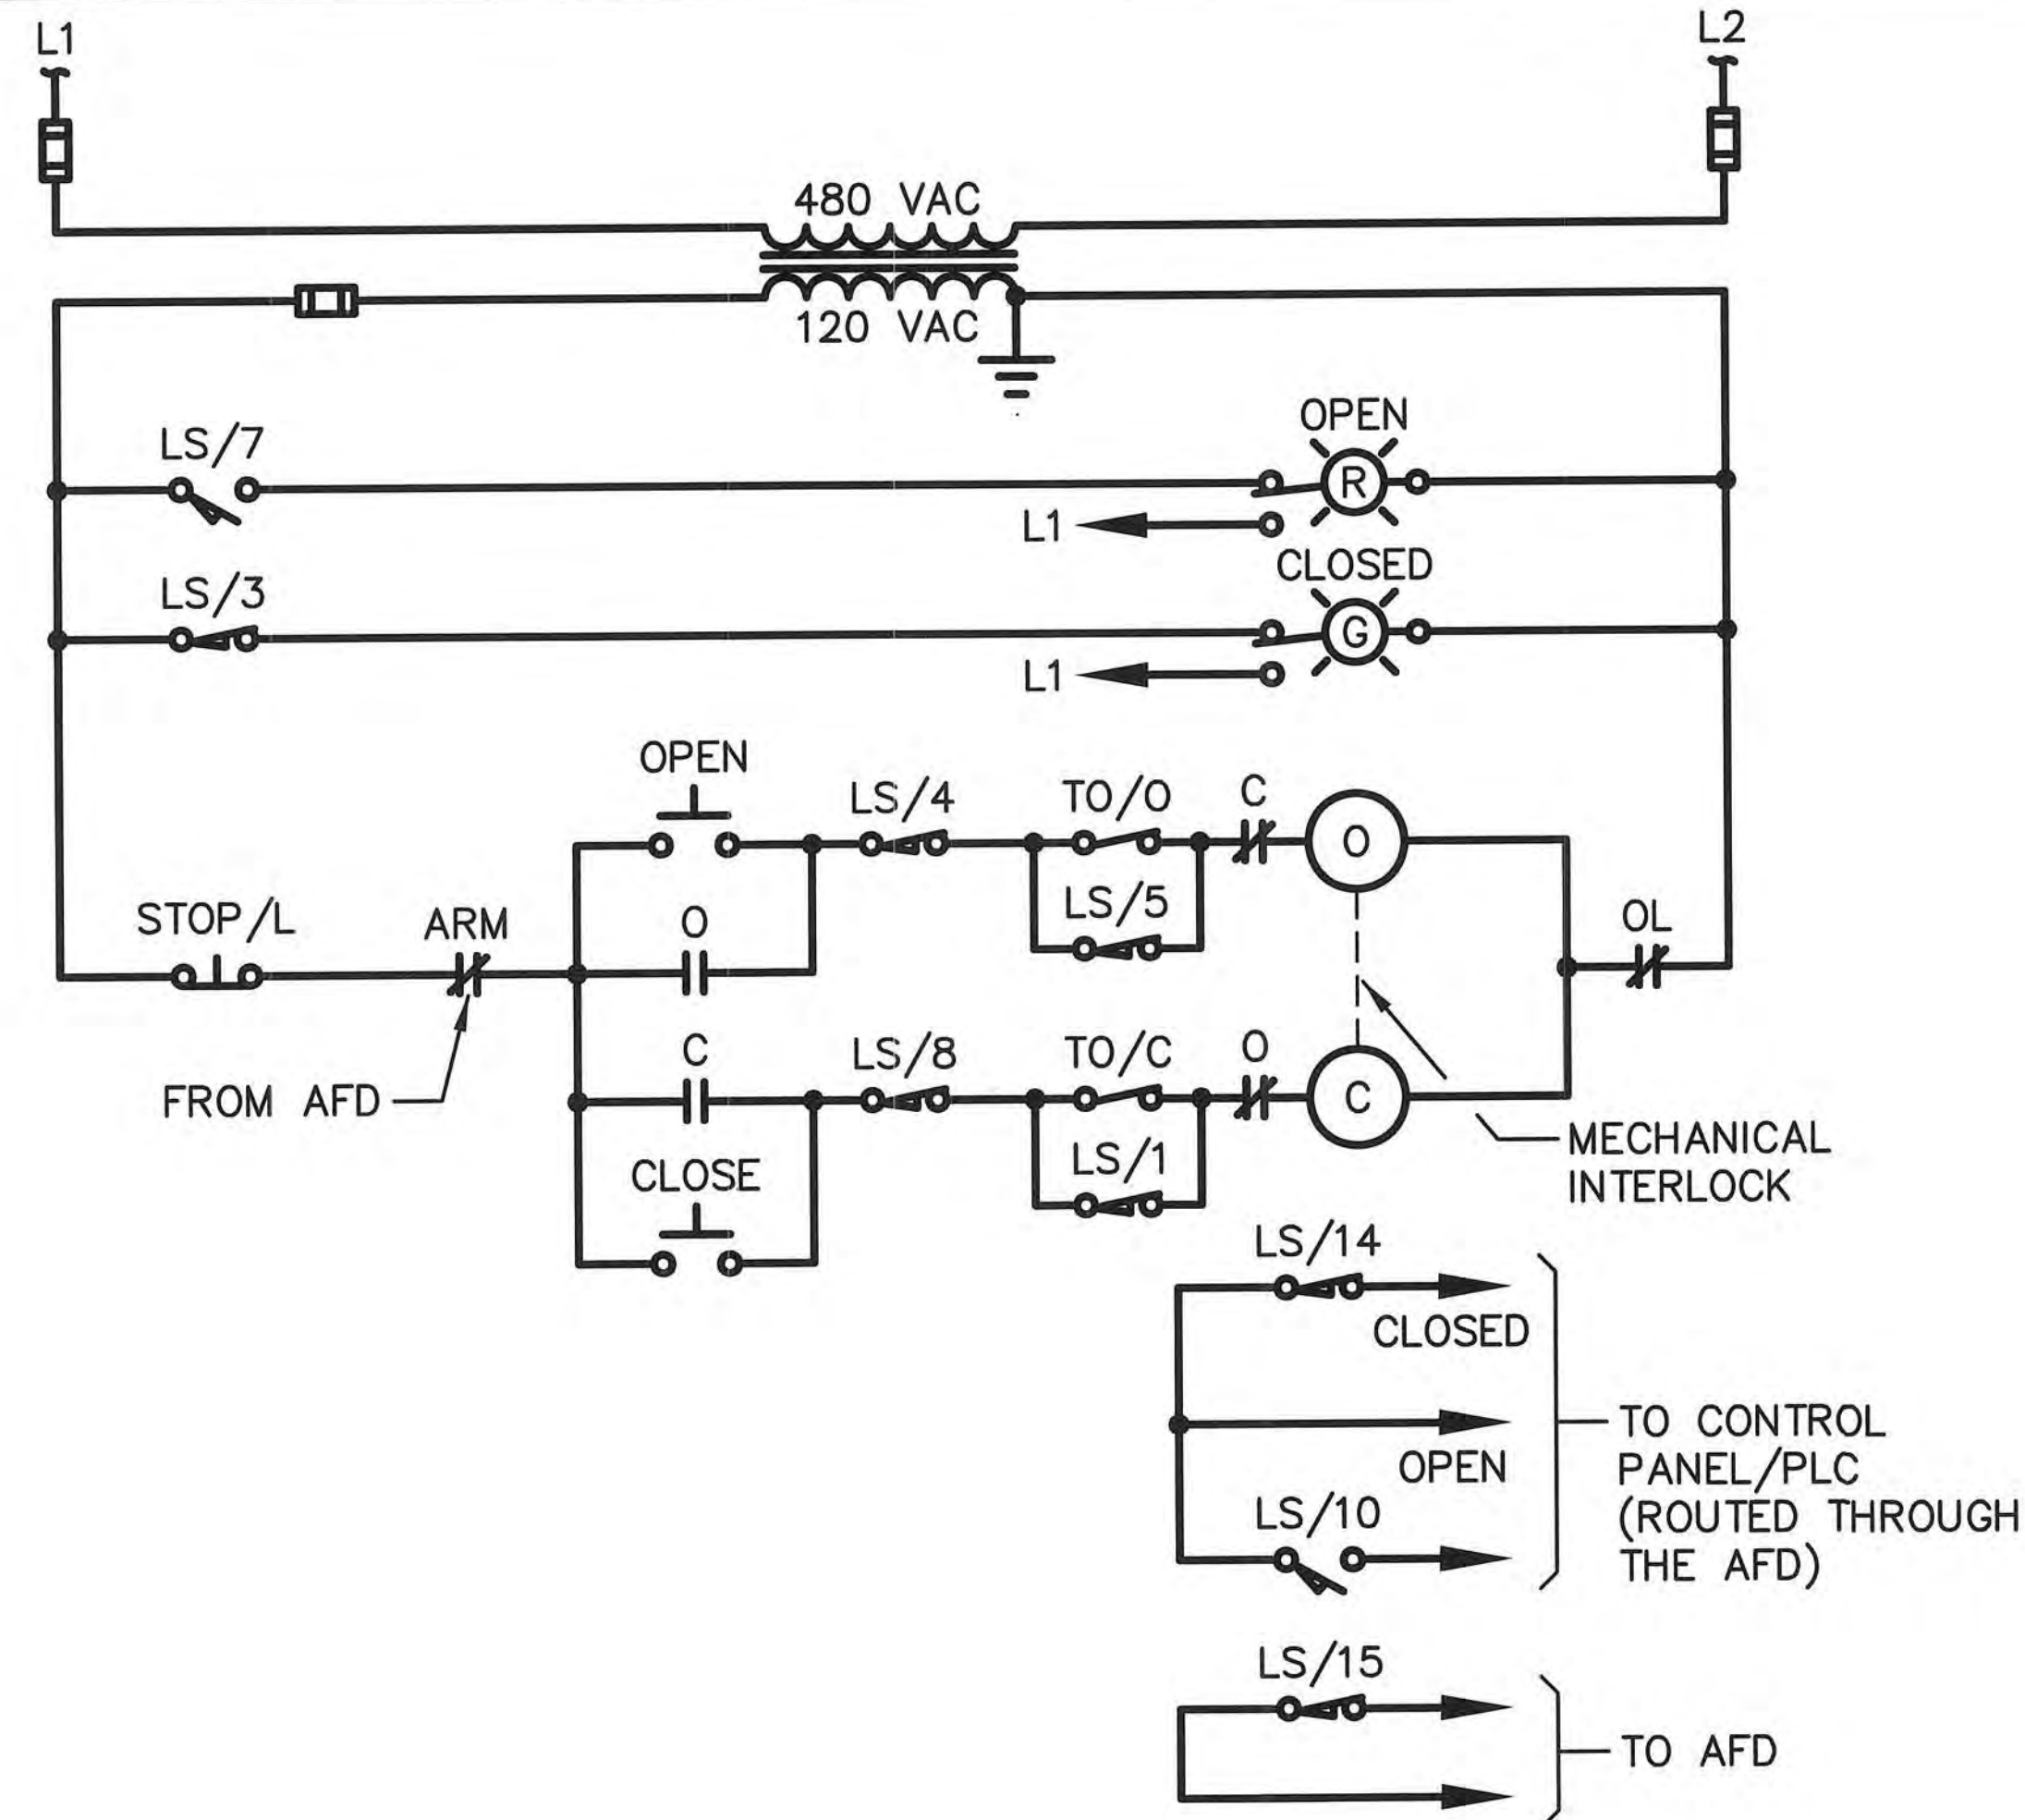 L1
L2
480 VAC
120 VAC
OPEN
LS/7
R
L1
CLOSED
LS/3
G
L1
OPEN
LS/4
TO/O
C
O
LS/5
STOP/L
ARM
O
OL
C
LS/8
TO/C
O
C
FROM AFD
MECHANICAL
INTERLOCK
CLOSE
LS/1
LS/14
CLOSED
TO CONTROL
PANEL/PLC
(ROUTED THROUGH
THE AFD)
OPEN
LS/10
LS/15
TO AFD